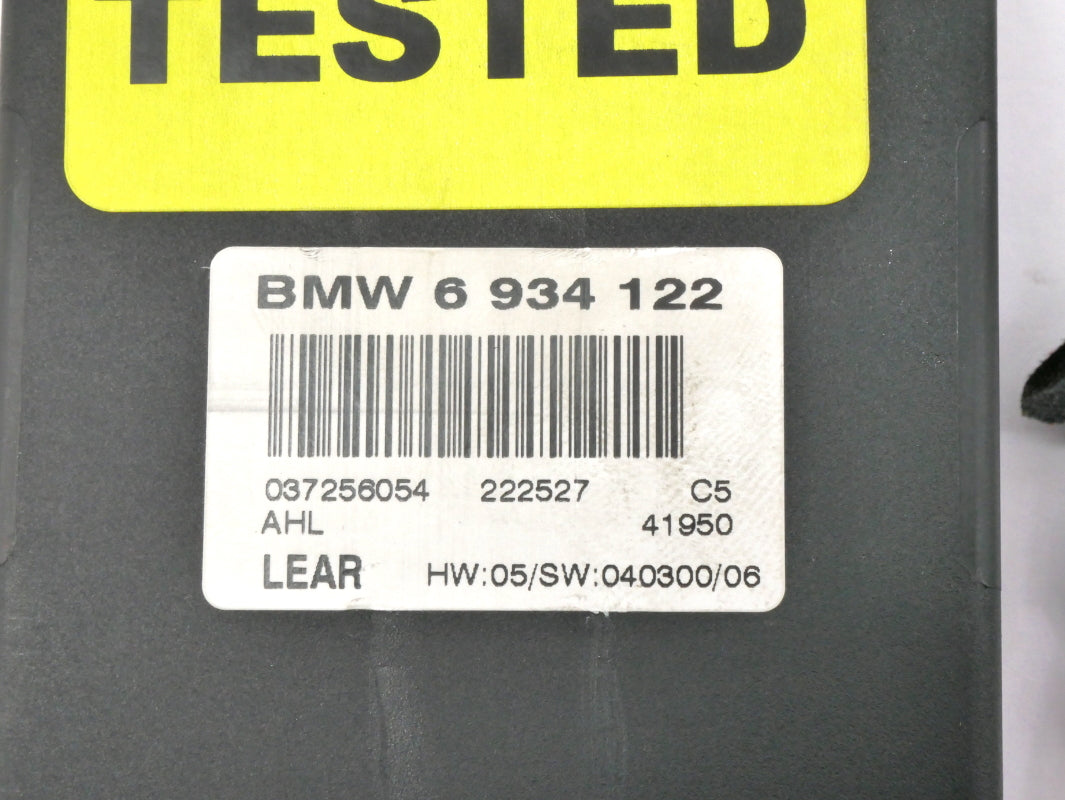 TESTED
BMW 6 934 122
037256054 222527 C5
AHL 41950
LEAR HW:05/SW:040300/06